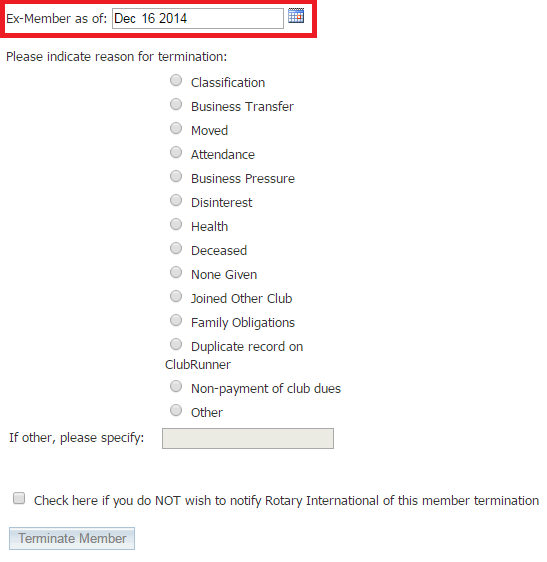 Ex-Member as of: Dec 16 2014
Please indicate reason for termination:
Classification
Business Transfer
Moved
Attendance
Business Pressure
Disinterest
Health
Deceased
None Given
Joined Other Club
Family Obligations
Duplicate record on
ClubRunner
Non-payment of club dues
Other
If other, please specify:
Check here if you do NOT wish to notify Rotary International of this member termination
Terminate Member